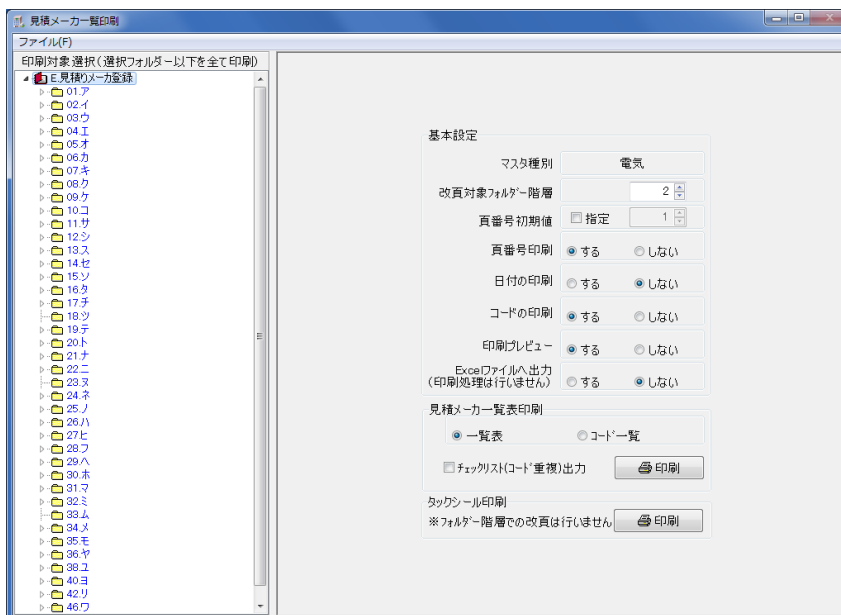 見積メーカ一覧印刷
ファイル(F)
印刷対象選択(選択フォルダー以下を全て印刷)
E.見積りメーカ登録
01.ア
02.イ
03.ウ
04.エ
05.オ
06.カ
07.キ
08.ク
09.ケ
10.コ
11.サ
12.シ
13.ス
14.セ
15.ソ
16.タ
17.チ
18.ツ
19.テ
20.ト
21.ナ
22.ニ
23.ヌ
24.ネ
25.ノ
26.ハ
27.ヒ
28.フ
29.ヘ
30.ホ
31.マ
32.ミ
33.ム
34.メ
35.モ
36.ヤ
38.ユ
40.ヨ
42.リ
46.ワ
基本設定
マスタ種別 電気
改頁対象フォルダー階層 2
頁番号初期値 指定 1
頁番号印刷 する しない
日付の印刷 する しない
コードの印刷 する しない
印刷プレビュー する しない
Excelファイルへ出力
(印刷処理は行いません) する しない
見積メーカ一覧表印刷
一覧表 コード一覧
チェックリスト(コード重複)出力 印刷
タックシール印刷
※フォルダー階層での改頁は行いません 印刷